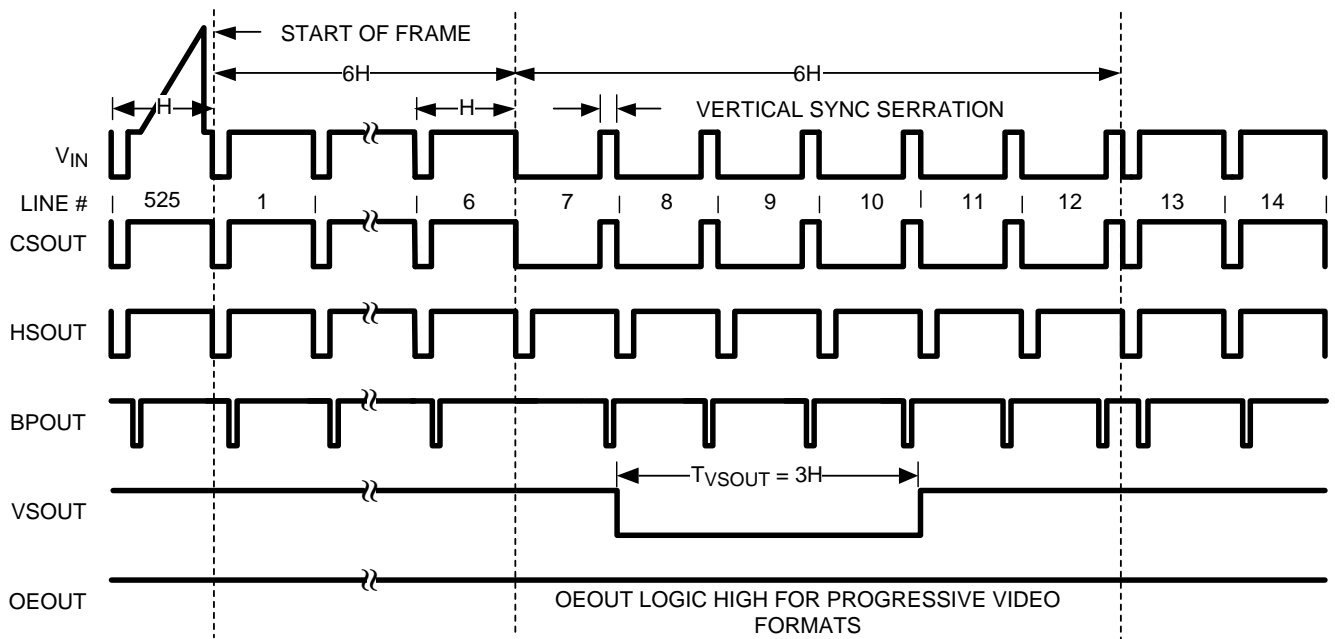 START OF FRAME
6H
6H
H
H
VERTICAL SYNC SERRATION
VIN
LINE # 525 1 6 7 8 9 10 11 12 13 14
CSOUT
HSOUT
BPOUT
TVSOUT = 3H
VSOUT
OEOUT
OEOUT LOGIC HIGH FOR PROGRESSIVE VIDEO
FORMATS